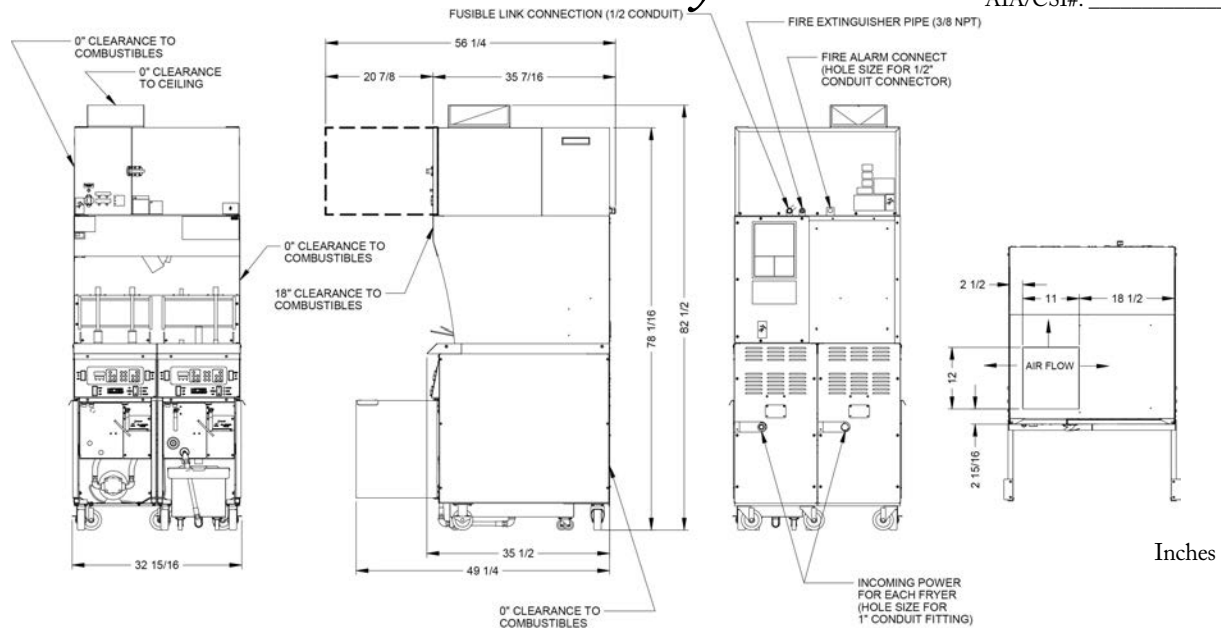 AIA/CSI#:
FUSIBLE LINK CONNECTION (1/2 CONDUIT)
FIRE EXTINGUISHER PIPE (3/8 NPT)
0" CLEARANCE TO
COMBUSTIBLES
0" CLEARANCE
TO CEILING
56 1/4
20 7/8
35 7/16
FIRE ALARM CONNECT
(HOLE SIZE FOR 1/2"
CONDUIT CONNECTOR)
0" CLEARANCE TO
COMBUSTIBLES
18" CLEARANCE TO
COMBUSTIBLES
78 1/16
82 1/2
2 1/2
11
18 1/2
AIR FLOW
12
2 15/16
32 15/16
35 1/2
49 1/4
0" CLEARANCE TO
COMBUSTIBLES
INCOMING POWER
FOR EACH FRYER
(HOLE SIZE FOR
1" CONDUIT FITTING)
Inches